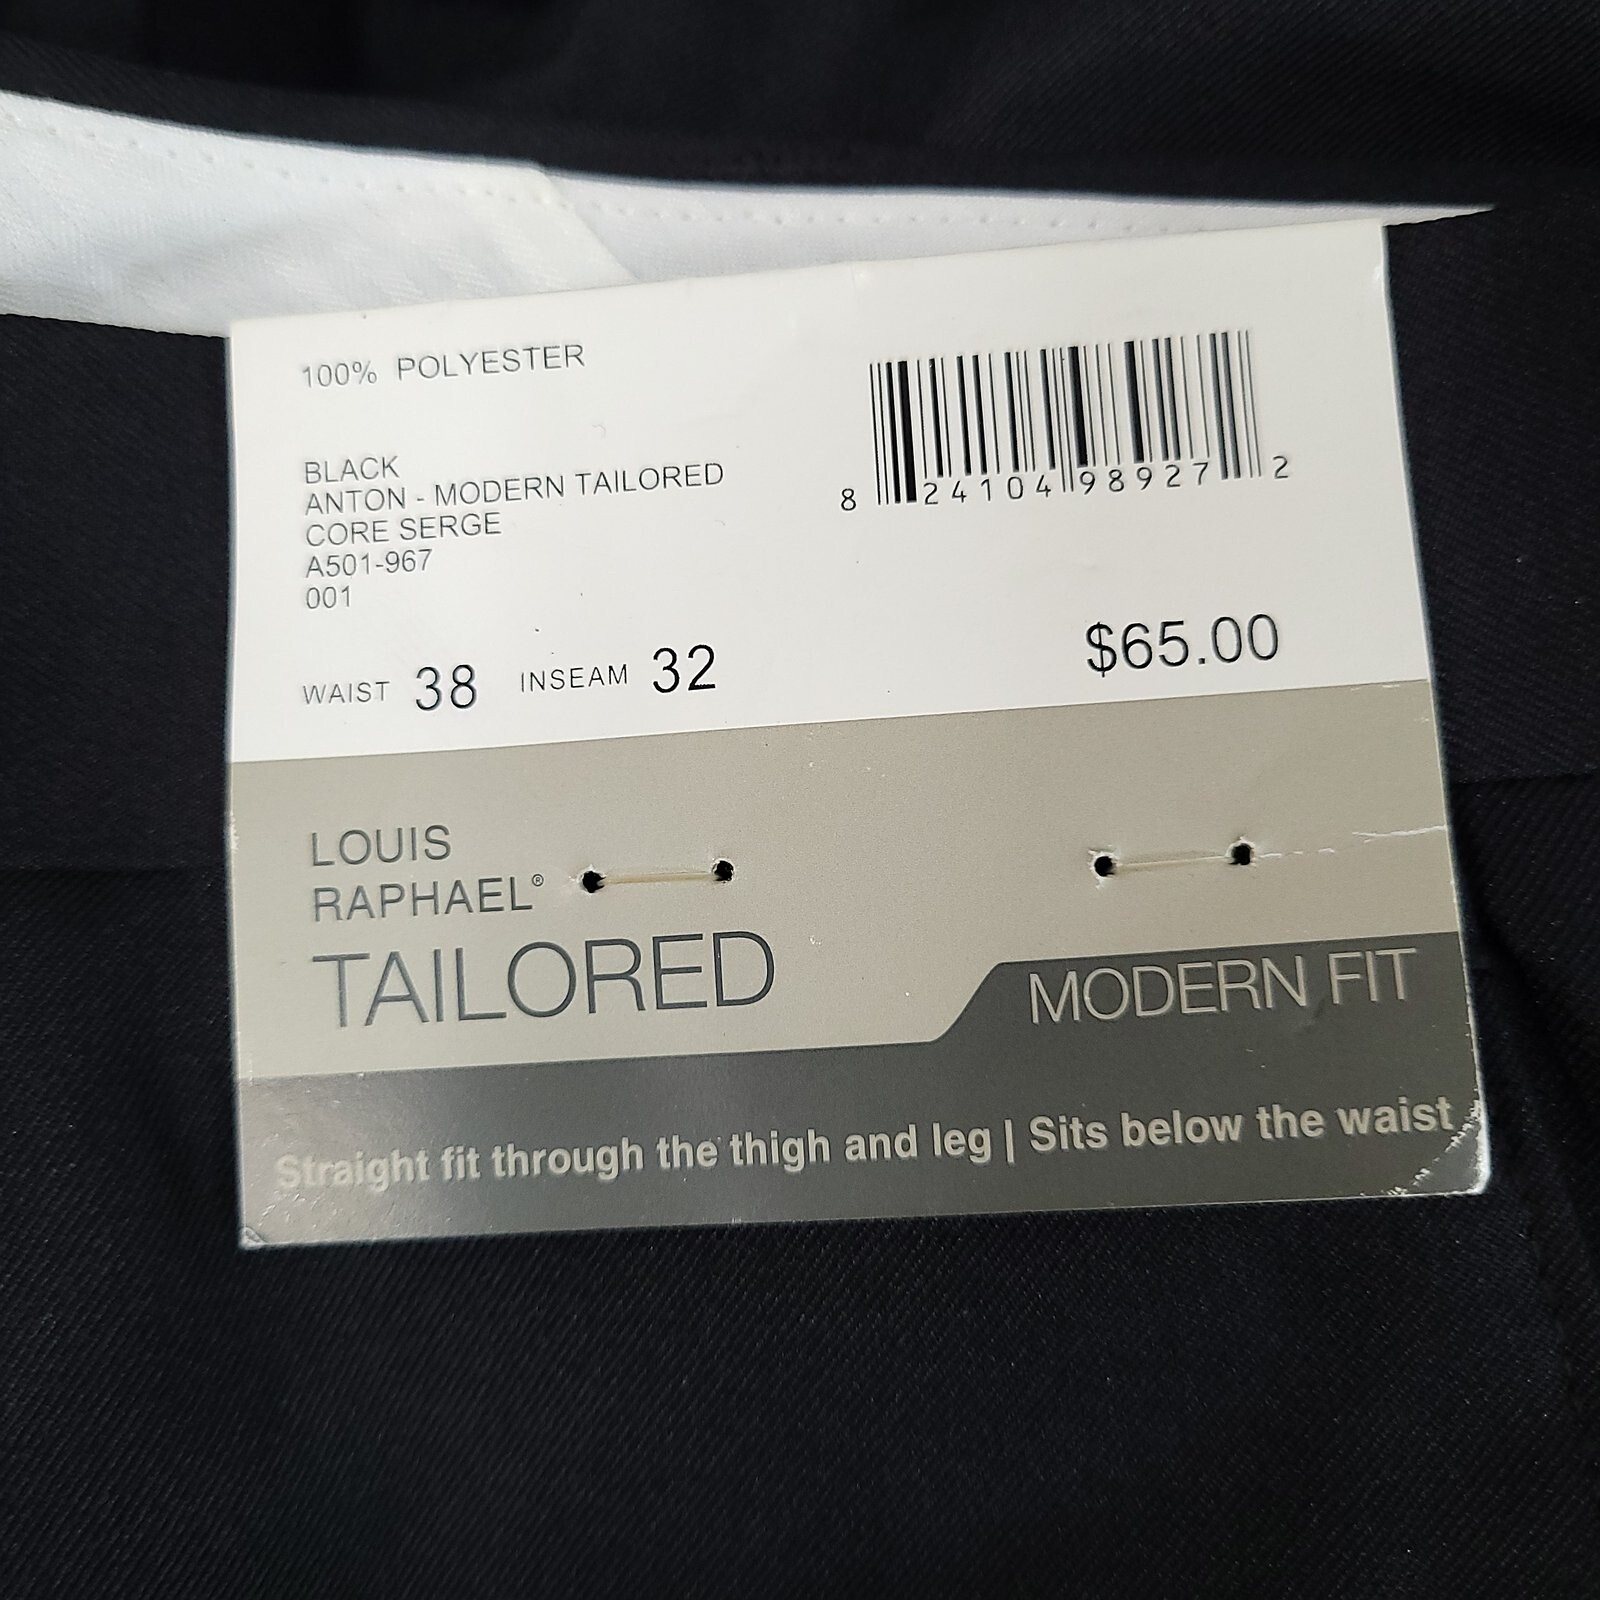 100% POLYESTER
BLACK
ANTON - MODERN TAILORED
CORE SERGE
A501-967
001
8 24104 98927 2
WAIST 38 INSEAM 32
$65.00
LOUIS
RAPHAEL®
TAILORED
MODERN FIT
Straight fit through the thigh and leg | Sits below the waist